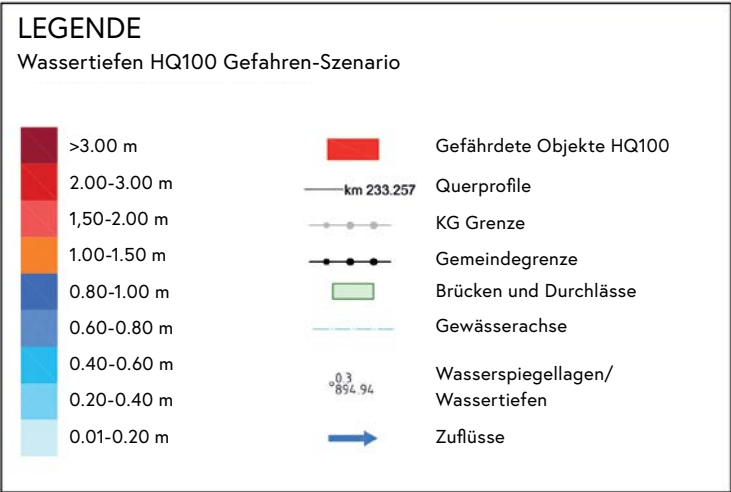 LEGENDE
Wassertiefen HQ100 Gefahren-Szenario
>3.00 m
2.00-3.00 m
1,50-2.00 m
1.00-1.50 m
0.80-1.00 m
0.60-0.80 m
0.40-0.60 m
0.20-0.40 m
0.01-0.20 m
Gefährdete Objekte HQ100
km 233.257 Querprofile
KG Grenze
Gemeindegrenze
Brücken und Durchlässe
Gewässerachse
0.3
°894.94
Wasserspiegellagen/
Wassertiefen
Zuflüsse